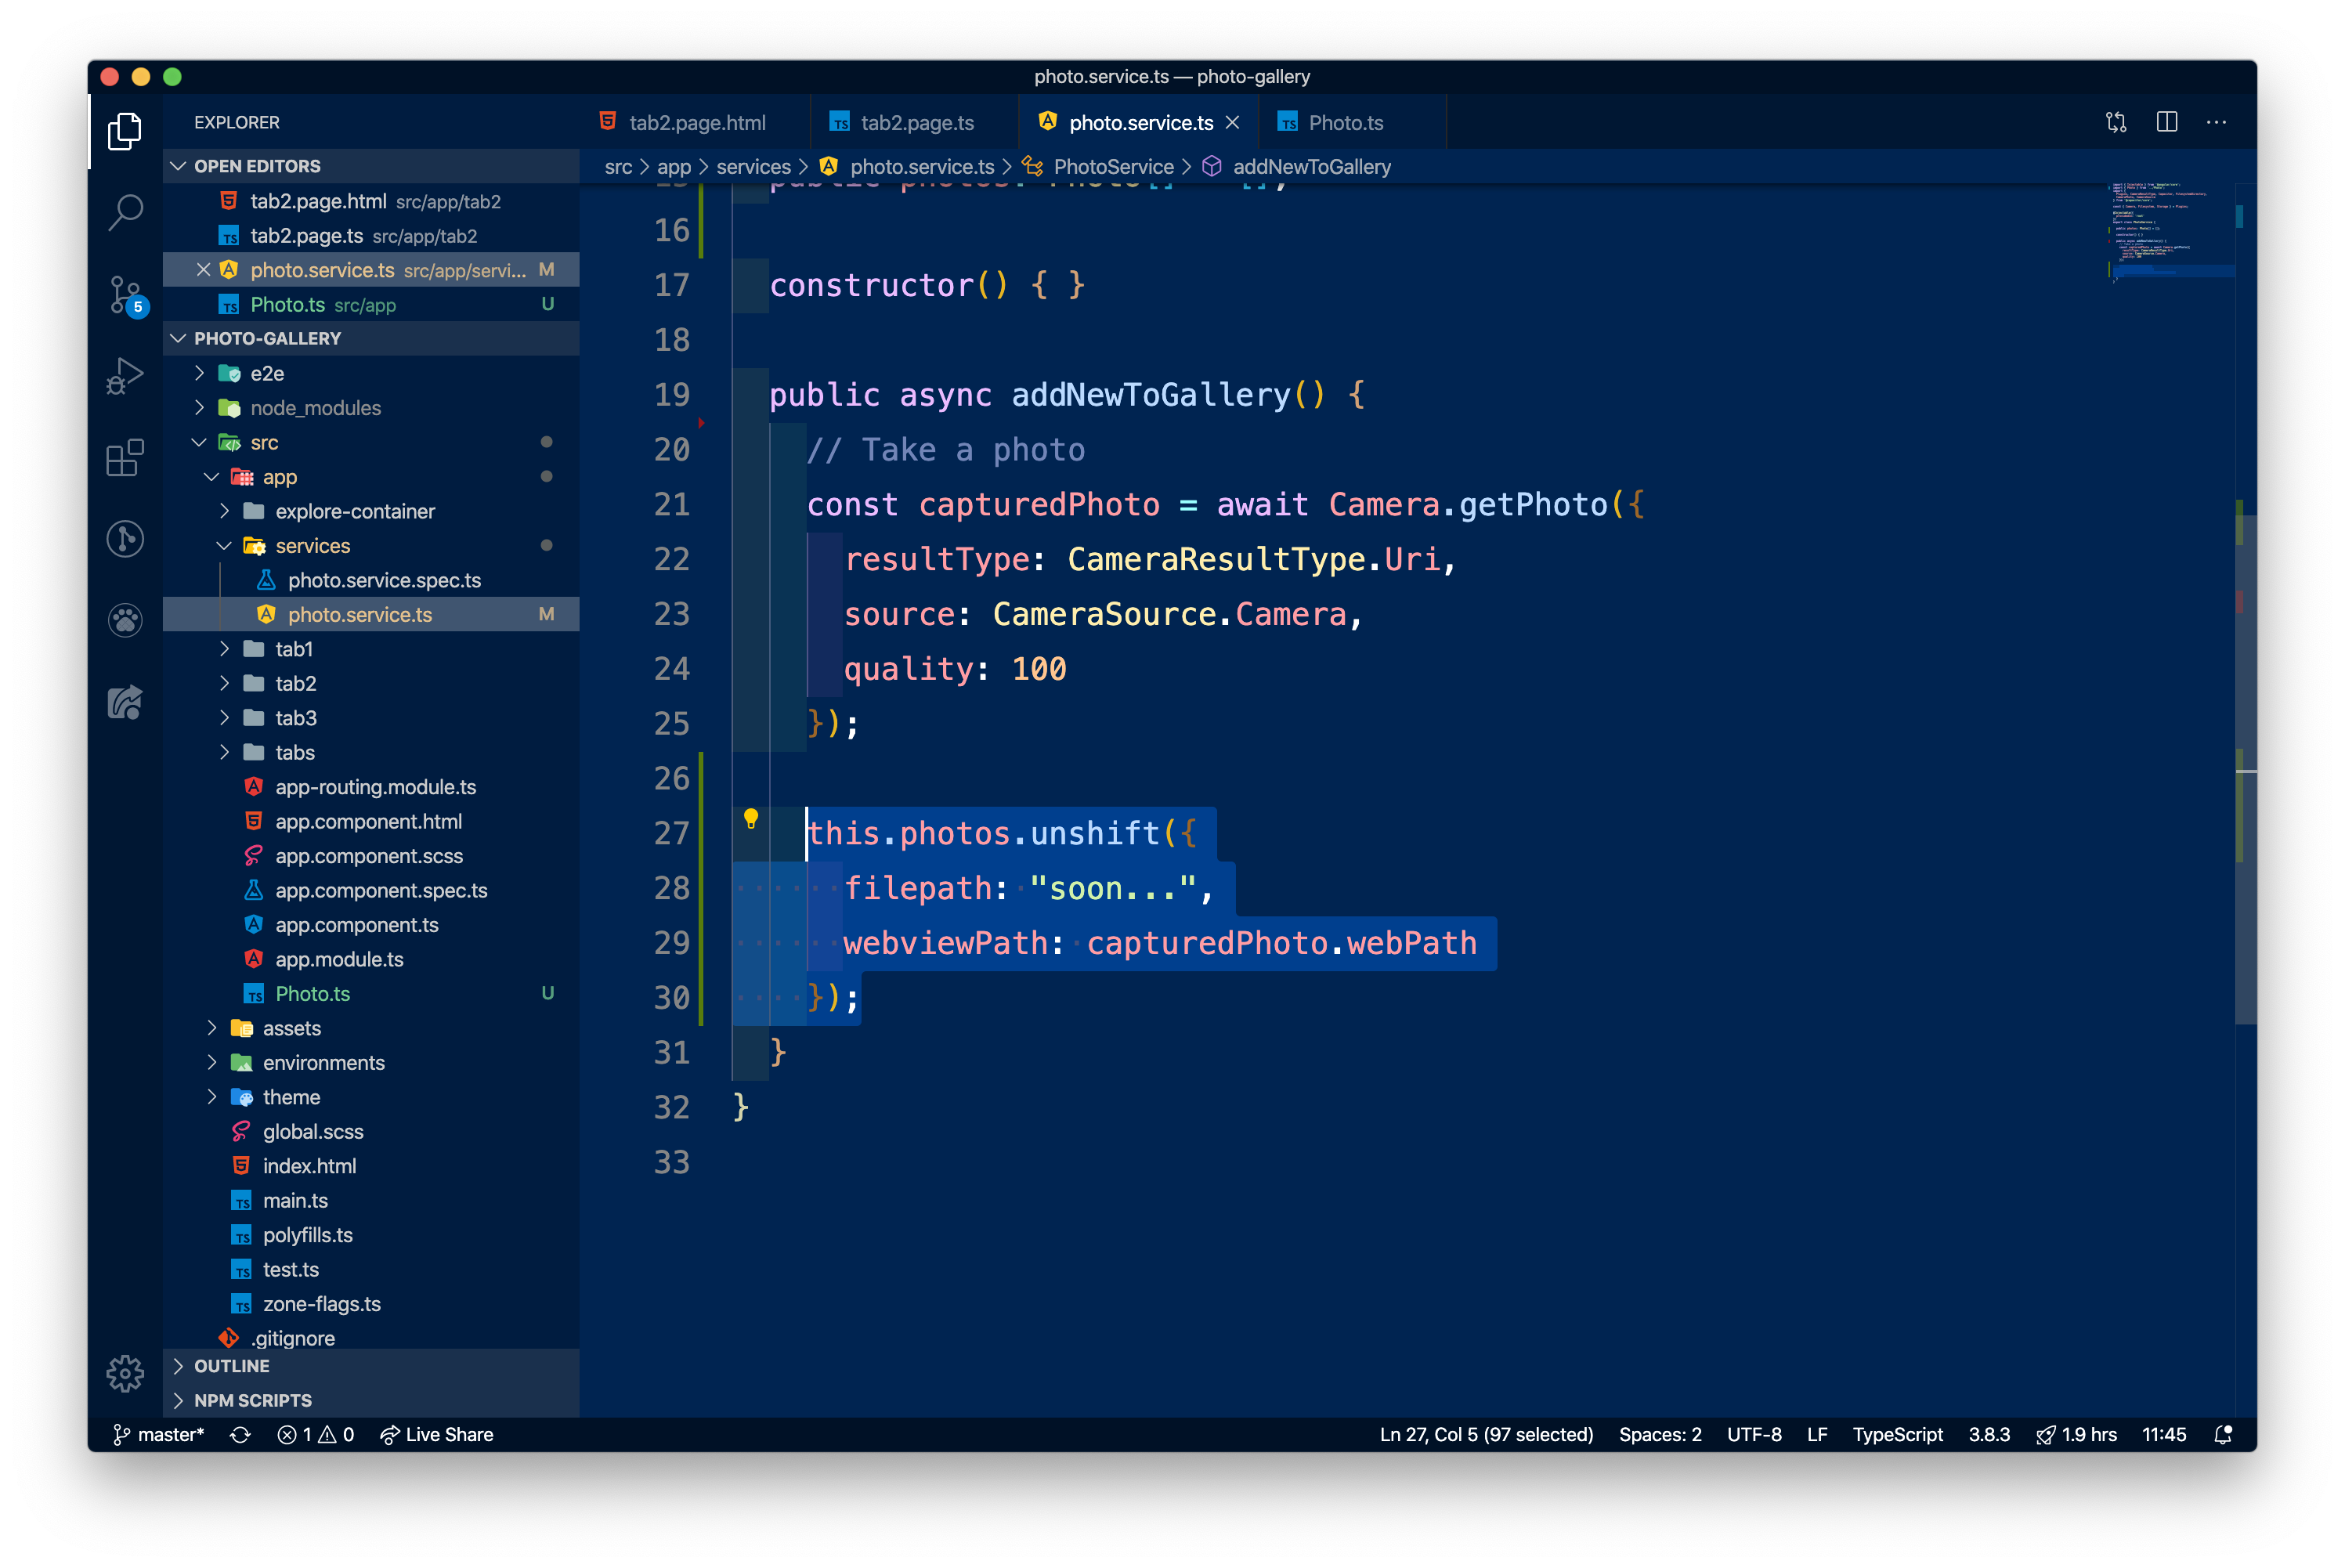 photo.service.ts — photo-gallery
EXPLORER
tab2.page.html
tab2.page.ts
photo.service.ts
Photo.ts
OPEN EDITORS
src > app > services > photo.service.ts > PhotoService > addNewToGallery
tab2.page.html src/app/tab2
tab2.page.ts src/app/tab2
photo.service.ts src/app/servi... M
Photo.ts src/app U
PHOTO-GALLERY
e2e
node_modules
src
app
explore-container
services
photo.service.spec.ts
photo.service.ts M
tab1
tab2
tab3
tabs
app-routing.module.ts
app.component.html
app.component.scss
app.component.spec.ts
app.component.ts
app.module.ts
Photo.ts U
assets
environments
theme
global.scss
index.html
main.ts
polyfills.ts
test.ts
zone-flags.ts
.gitignore
OUTLINE
NPM SCRIPTS
5
16
17 constructor() { }
18
19 public async addNewToGallery() {
20 // Take a photo
21 const capturedPhoto = await Camera.getPhoto({
22 resultType: CameraResultType.Uri,
23 source: CameraSource.Camera,
24 quality: 100
25 });
26
27 this.photos.unshift({
28 filepath: "soon...",
29 webviewPath: capturedPhoto.webPath
30 });
31 }
32 }
33
master* 1 0 Live Share Ln 27, Col 5 (97 selected) Spaces: 2 UTF-8 LF TypeScript 3.8.3 1.9 hrs 11:45